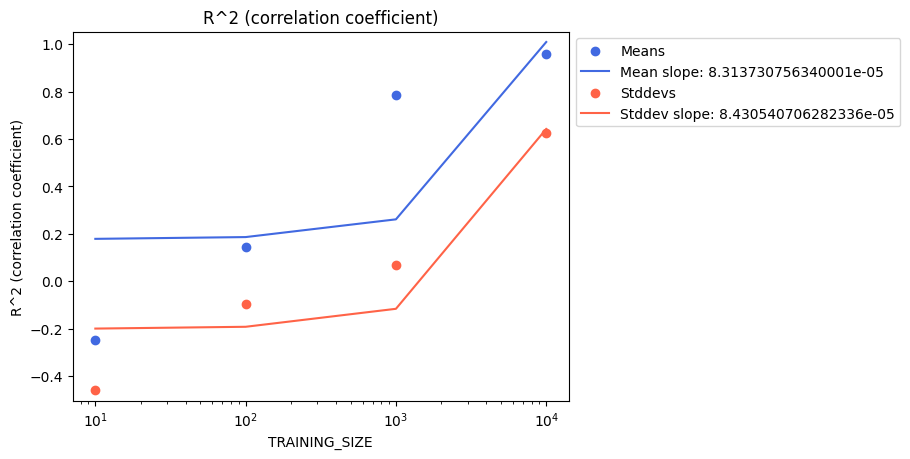 R^2 (correlation coefficient)
Means
Mean slope: 8.313730756340001e-05
Stddevs
Stddev slope: 8.430540706282336e-05
R^2 (correlation coefficient)
1.0
0.8
0.6
0.4
0.2
0.0
−0.2
−0.4
10^1 10^2 10^3 10^4
TRAINING_SIZE